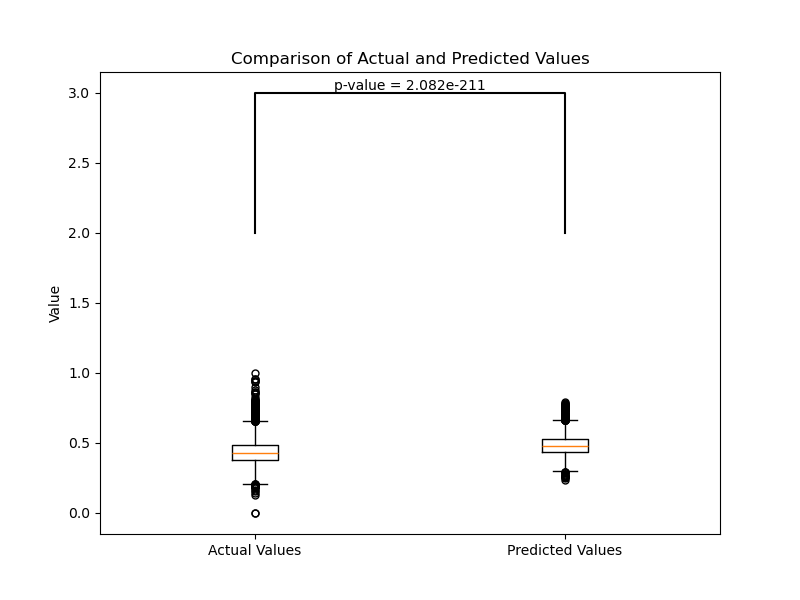 Comparison of Actual and Predicted Values
p-value = 2.082e-211
3.0
2.5
2.0
1.5
1.0
0.5
0.0
Value
Actual Values
Predicted Values